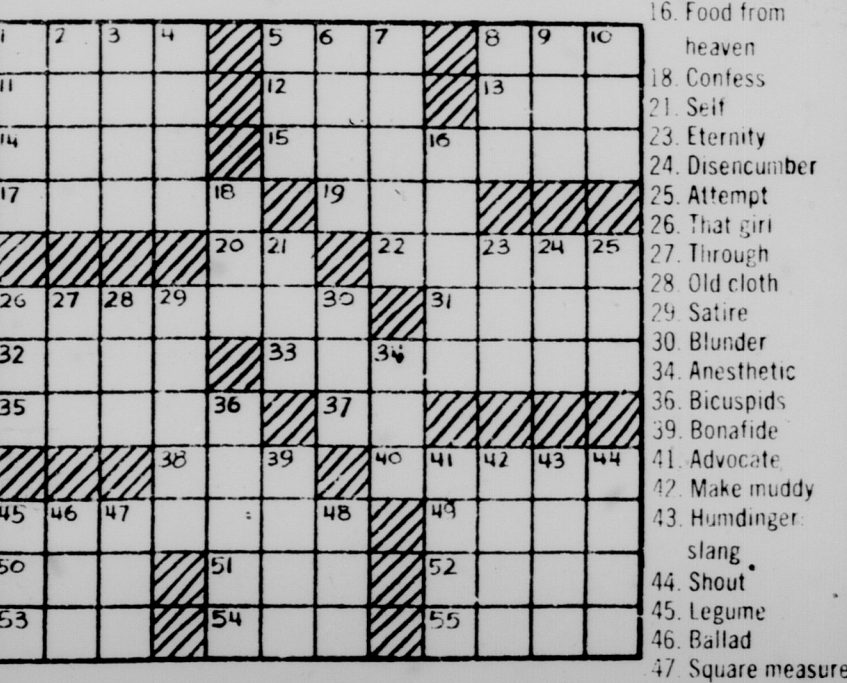 1 2 3 4 5 6 7 8 9 10
11 12 13
14 15 16
17 18 19
20 21 22 23 24 25
26 27 28 29 30 31
32 33 34
35 36 37
38 39 40 41 42 43 44
45 46 47 48 49
50 51 52
53 54 55
16. Food from
heaven
18. Confess
21. Self
23. Eternity
24. Disencumber
25. Attempt
26. That girl
27. Through
28. Old cloth
29. Satire
30. Blunder
34. Anesthetic
36. Bicuspids
39. Bonafide
41. Advocate
42. Make muddy
43. Humdinger:
slang
44. Shout
45. Legume
46. Ballad
47. Square measure